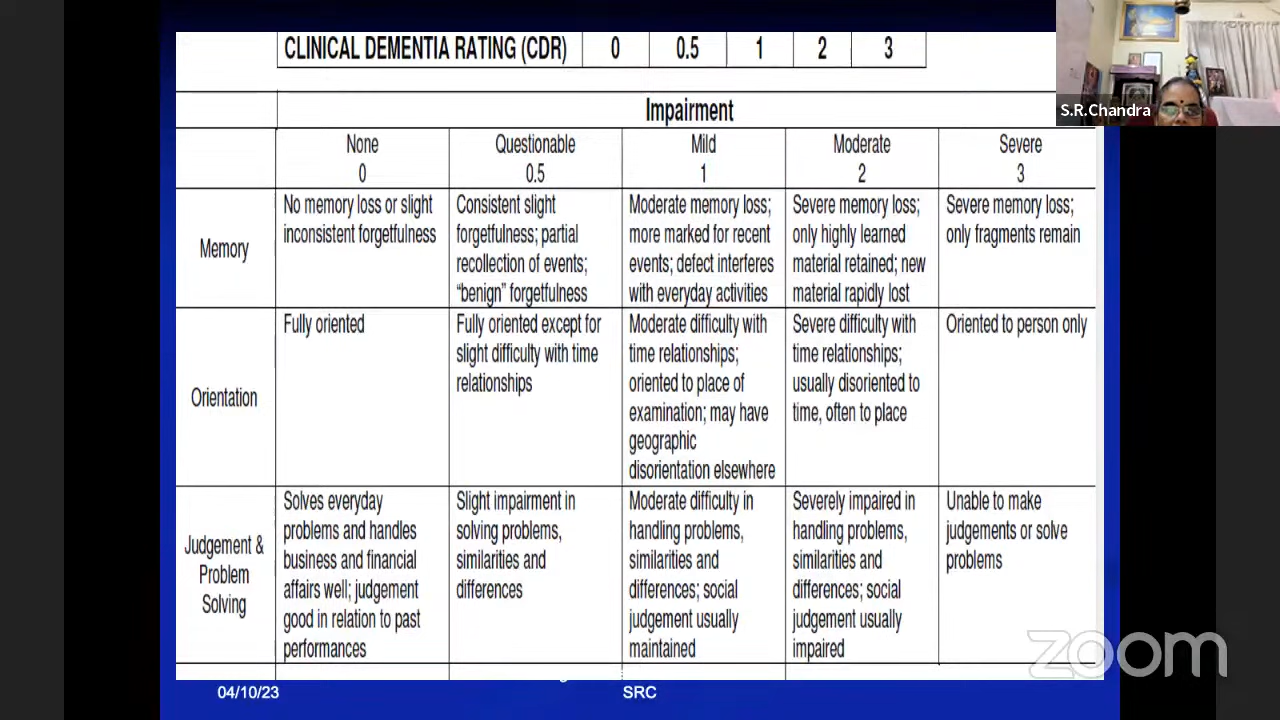 CLINICAL DEMENTIA RATING (CDR) 0 0.5 1 2 3
S.R.Chandra
Impairment
None
0
Questionable
0.5
Mild
1
Moderate
2
Severe
3
Memory
No memory loss or slight
inconsistent forgetfulness
Consistent slight
forgetfulness; partial
recollection of events;
“benign” forgetfulness
Moderate memory loss;
more marked for recent
events; defect interferes
with everyday activities
Severe memory loss;
only highly learned
material retained; new
material rapidly lost
Severe memory loss;
only fragments remain
Orientation
Fully oriented
Fully oriented except for
slight difficulty with time
relationships
Moderate difficulty with
time relationships;
oriented to place of
examination; may have
geographic
disorientation elsewhere
Severe difficulty with
time relationships;
usually disoriented to
time, often to place
Oriented to person only
Judgement &
Problem
Solving
Solves everyday
problems and handles
business and financial
affairs well; judgement
good in relation to past
performances
Slight impairment in
solving problems,
similarities and
differences
Moderate difficulty in
handling problems,
similarities and
differences; social
judgement usually
maintained
Severely impaired in
handling problems,
similarities and
differences; social
judgement usually
impaired
Unable to make
judgements or solve
problems
zoom
04/10/23
SRC